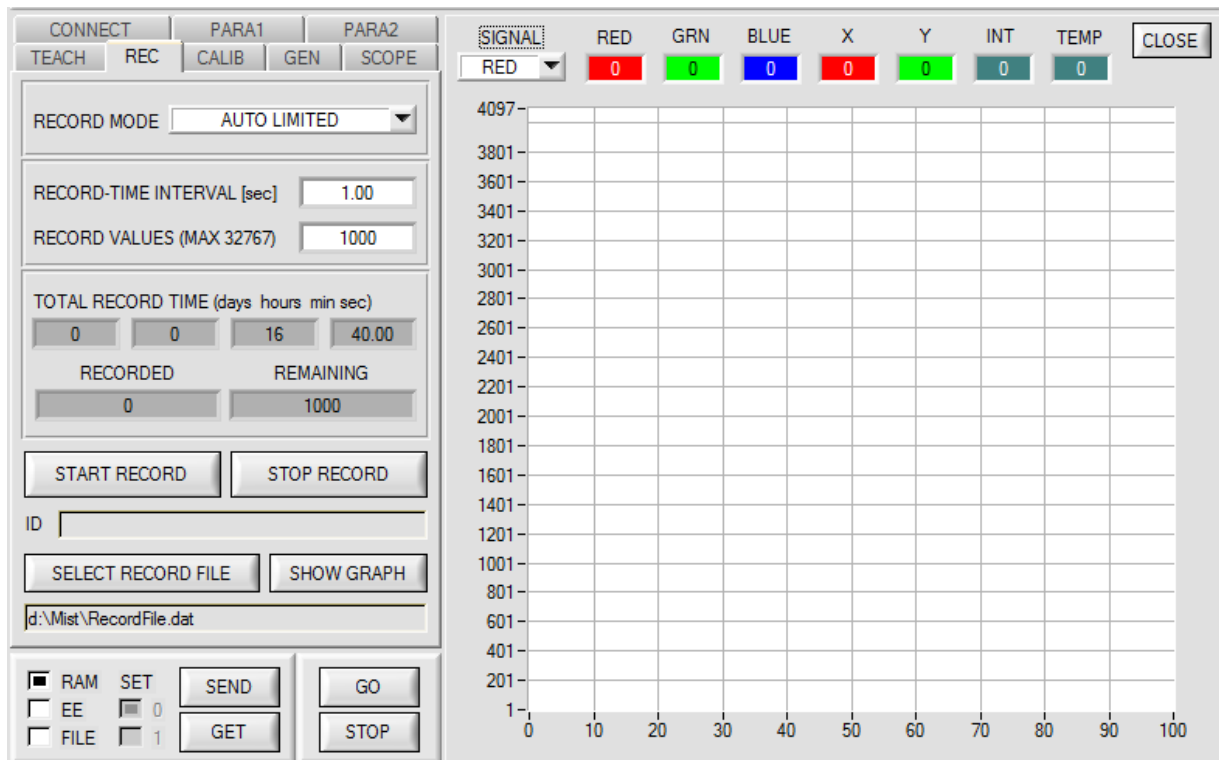 CONNECT PARA1 PARA2
TEACH REC CALIB GEN SCOPE
RECORD MODE AUTO LIMITED
RECORD-TIME INTERVAL [sec] 1.00
RECORD VALUES (MAX 32767) 1000
TOTAL RECORD TIME (days hours min sec)
0 0 16 40.00
RECORDED REMAINING
0 1000
START RECORD STOP RECORD
ID
SELECT RECORD FILE SHOW GRAPH
d:\Mist\RecordFile.dat
RAM SET SEND GO
EE 0
FILE 1 GET STOP
SIGNAL RED GRN BLUE X Y INT TEMP CLOSE
RED 0 0 0 0 0 0 0
4097
3801
3601
3401
3201
3001
2801
2601
2401
2201
2001
1801
1601
1401
1201
1001
801
601
401
201
1
0 10 20 30 40 50 60 70 80 90 100